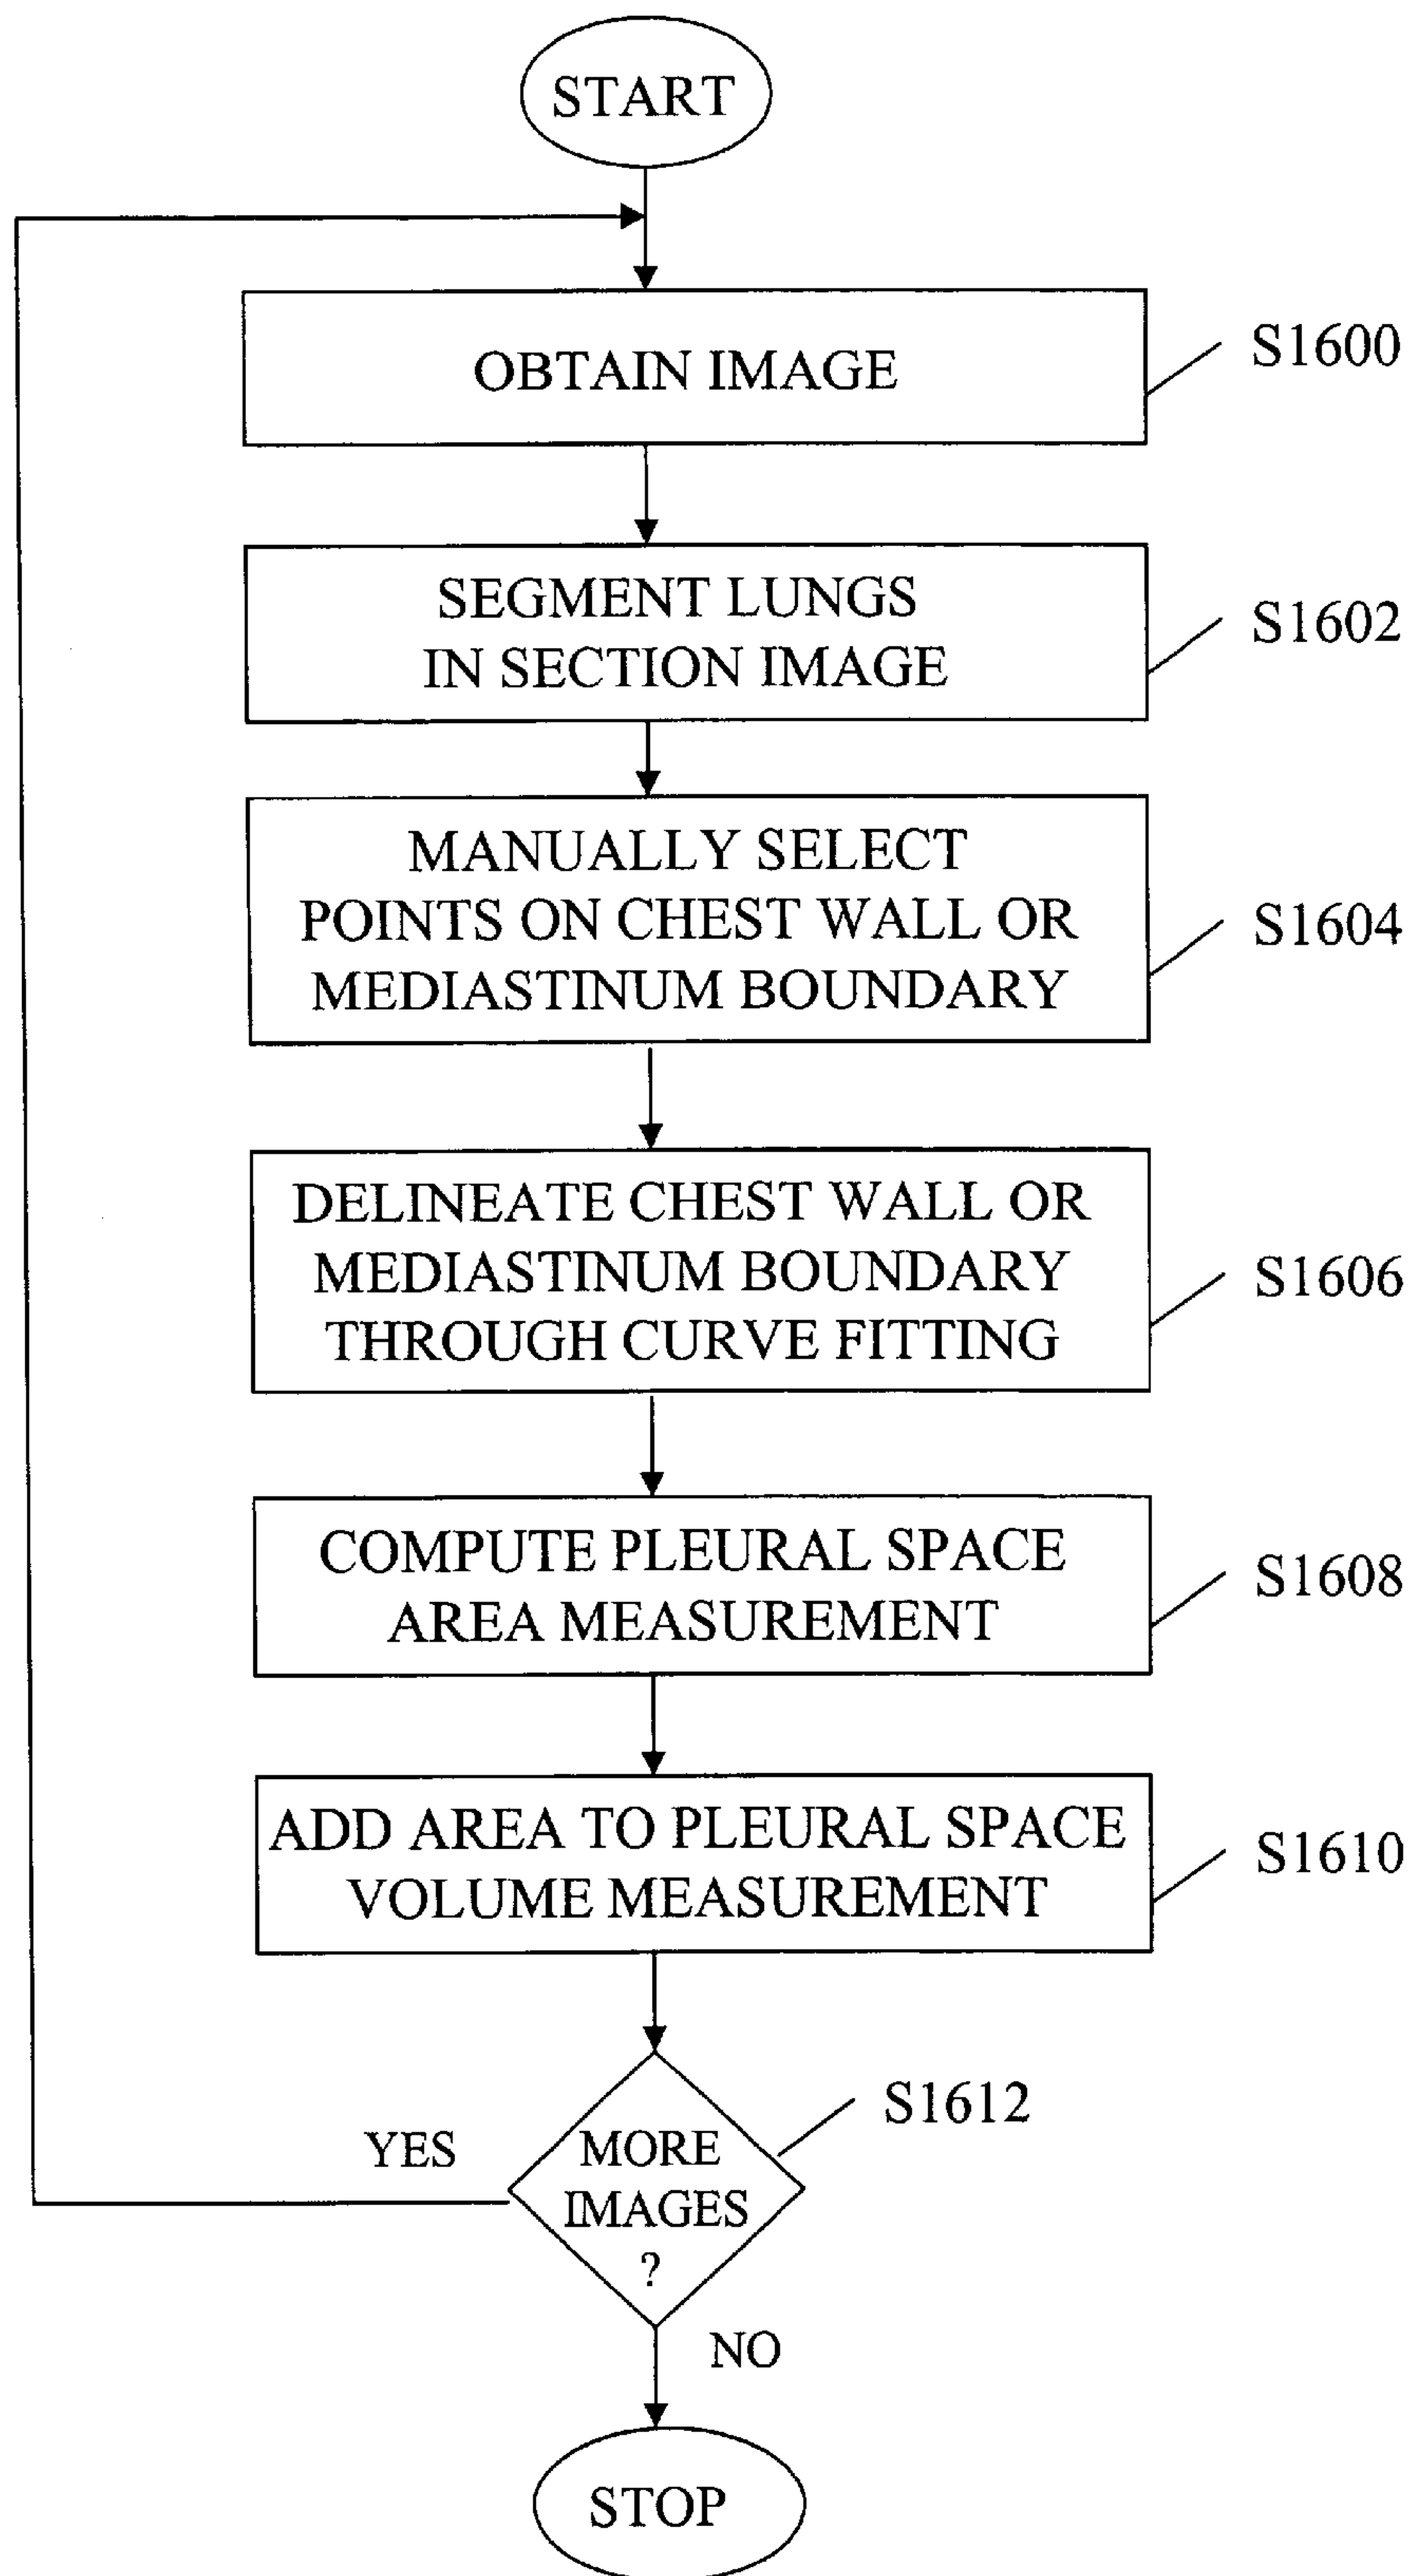 START
OBTAIN IMAGE
S1600
SEGMENT LUNGS
IN SECTION IMAGE
S1602
MANUALLY SELECT
POINTS ON CHEST WALL OR
MEDIASTINUM BOUNDARY
S1604
DELINEATE CHEST WALL OR
MEDIASTINUM BOUNDARY
THROUGH CURVE FITTING
S1606
COMPUTE PLEURAL SPACE
AREA MEASUREMENT
S1608
ADD AREA TO PLEURAL SPACE
VOLUME MEASUREMENT
S1610
S1612
YES
MORE
IMAGES
?
NO
STOP